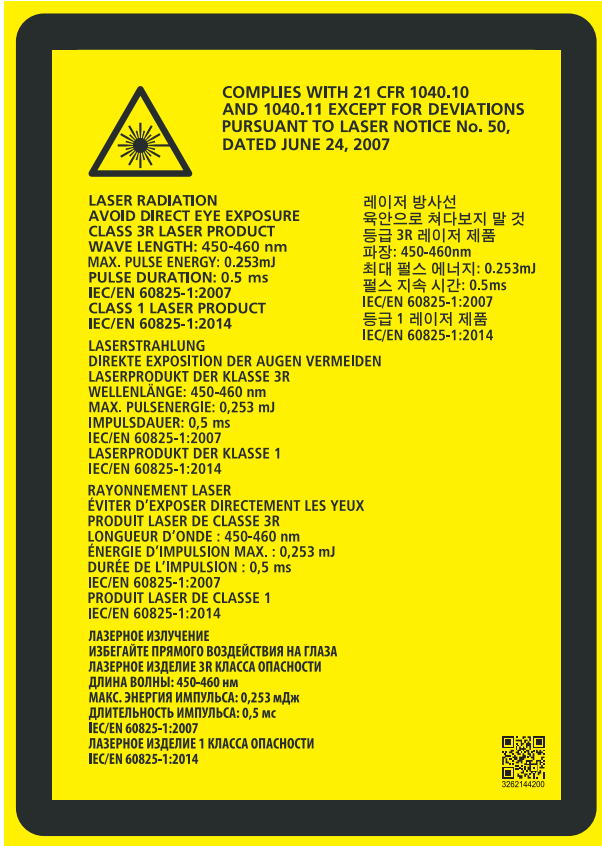 COMPLIES WITH 21 CFR 1040.10
AND 1040.11 EXCEPT FOR DEVIATIONS
PURSUANT TO LASER NOTICE No. 50,
DATED JUNE 24, 2007
LASER RADIATION
AVOID DIRECT EYE EXPOSURE
CLASS 3R LASER PRODUCT
WAVE LENGTH: 450-460 nm
MAX. PULSE ENERGY: 0.253mJ
PULSE DURATION: 0.5 ms
IEC/EN 60825-1:2007
CLASS 1 LASER PRODUCT
IEC/EN 60825-1:2014
레이저 방사선
육안으로 쳐다보지 말 것
등급 3R 레이저 제품
파장: 450-460nm
최대 펄스 에너지: 0.253mJ
펄스 지속 시간: 0.5ms
IEC/EN 60825-1:2007
등급 1 레이저 제품
IEC/EN 60825-1:2014
LASERSTRAHLUNG
DIREKTE EXPOSITION DER AUGEN VERMEIDEN
LASERPRODUKT DER KLASSE 3R
WELLENLÄNGE: 450-460 nm
MAX. PULSENERGIE: 0,253 mJ
IMPULSDAUER: 0,5 ms
IEC/EN 60825-1:2007
LASERPRODUKT DER KLASSE 1
IEC/EN 60825-1:2014
RAYONNEMENT LASER
ÉVITER D'EXPOSER DIRECTEMENT LES YEUX
PRODUIT LASER DE CLASSE 3R
LONGUEUR D'ONDE : 450-460 nm
ÉNERGIE D'IMPULSION MAX. : 0,253 mJ
DURÉE DE L'IMPULSION : 0,5 ms
IEC/EN 60825-1:2007
PRODUIT LASER DE CLASSE 1
IEC/EN 60825-1:2014
ЛАЗЕРНОЕ ИЗЛУЧЕНИЕ
ИЗБЕГАЙТЕ ПРЯМОГО ВОЗДЕЙСТВИЯ НА ГЛАЗА
ЛАЗЕРНОЕ ИЗДЕЛИЕ 3R КЛАССА ОПАСНОСТИ
ДЛИНА ВОЛНЫ: 450-460 нм
МАКС. ЭНЕРГИЯ ИМПУЛЬСА: 0,253 мДж
ДЛИТЕЛЬНОСТЬ ИМПУЛЬСА: 0,5 мс
IEC/EN 60825-1:2007
ЛАЗЕРНОЕ ИЗДЕЛИЕ 1 КЛАССА ОПАСНОСТИ
IEC/EN 60825-1:2014
3262144200